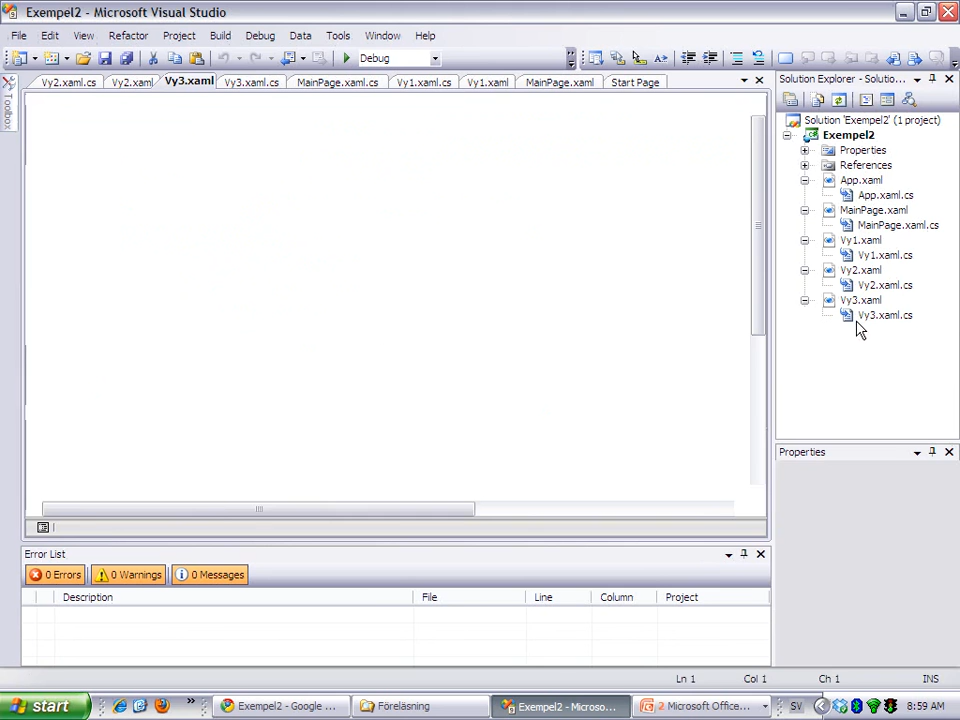 Exempel2 - Microsoft Visual Studio
File Edit View Refactor Project Build Debug Data Tools Window Help
Debug
Vy2.xaml.cs Vy2.xaml Vy3.xaml Vy3.xaml.cs MainPage.xaml.cs Vy1.xaml.cs Vy1.xaml MainPage.xaml Start Page
Toolbox
Solution Explorer - Solutio...
Solution 'Exempel2' (1 project)
Exempel2
Properties
References
App.xaml
App.xaml.cs
MainPage.xaml
MainPage.xaml.cs
Vy1.xaml
Vy1.xaml.cs
Vy2.xaml
Vy2.xaml.cs
Vy3.xaml
Vy3.xaml.cs
Properties
Error List
0 Errors 0 Warnings 0 Messages
Description File Line Column Project
Ln 1 Col 1 Ch 1 INS
start Exempel2 - Google ... Föreläsning Exempel2 - Microso... 2 Microsoft Office... SV 8:59 AM